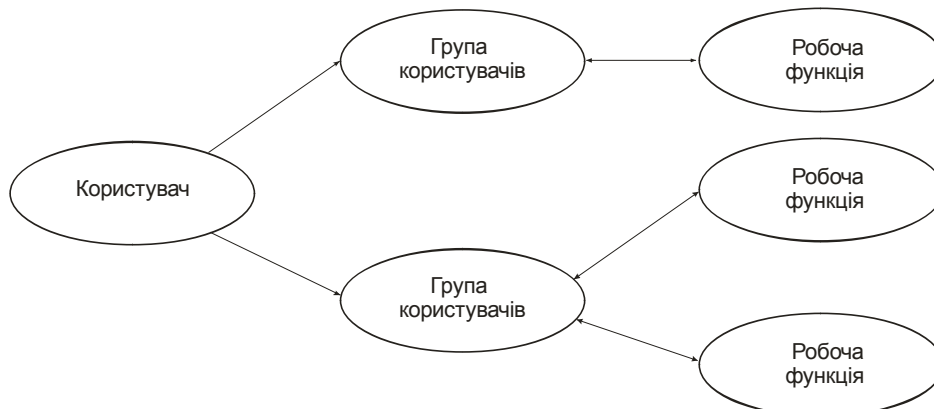 Група
користувачів
Робоча
функція
Користувач
Робоча
функція
Група
користувачів
Робоча
функція